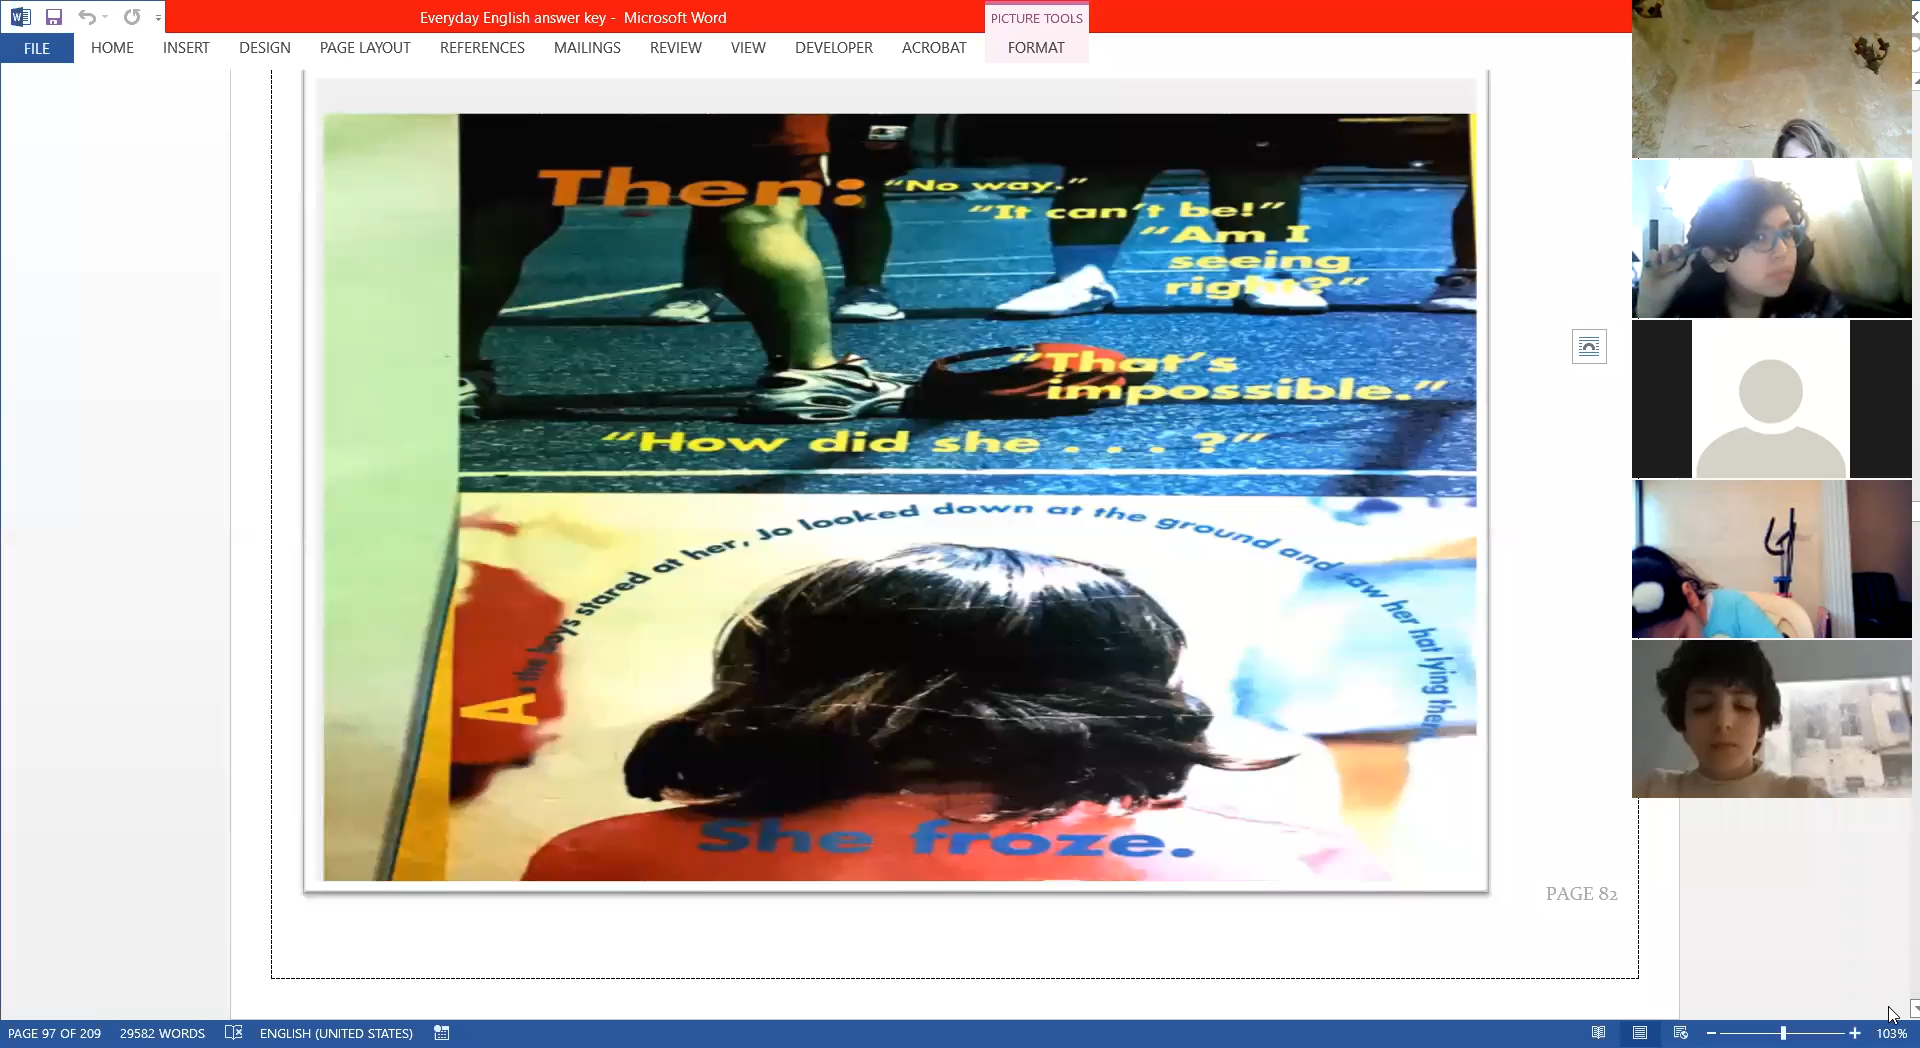 Everyday English answer key - Microsoft Word
PICTURE TOOLS
FILE HOME INSERT DESIGN PAGE LAYOUT REFERENCES MAILINGS REVIEW VIEW DEVELOPER ACROBAT FORMAT
Then: "No way."
"It can't be!"
"Am I
seeing
right?"
"That's
impossible."
"How did she . . . ?"
As the boys stared at her, Jo looked down at the ground and saw her hat lying there.
She froze.
PAGE 82
PAGE 97 OF 209 29582 WORDS ENGLISH (UNITED STATES) 103%